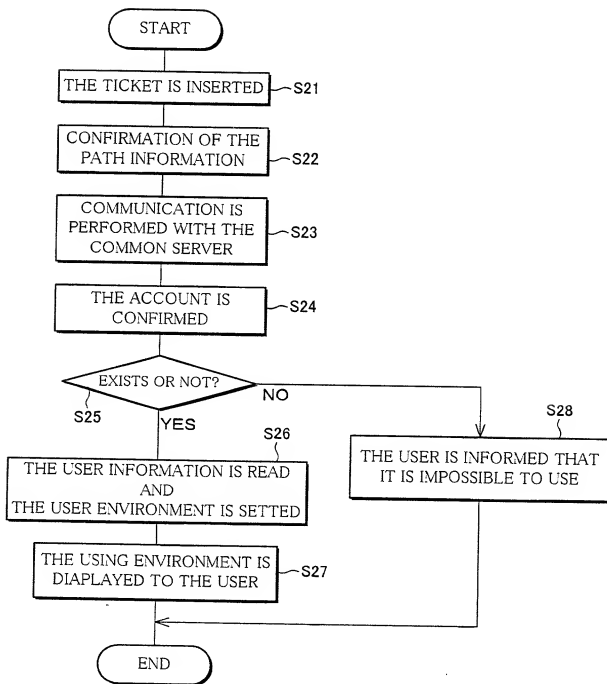 START
THE TICKET IS INSERTED
S21
CONFIRMATION OF THE
PATH INFORMATION
S22
COMMUNICATION IS
PERFORMED WITH THE
COMMON SERVER
S23
THE ACCOUNT IS
CONFIRMED
S24
EXISTS OR NOT?
S25
NO
YES
S26
THE USER INFORMATION IS READ
AND
THE USER ENVIRONMENT IS SETTED
S28
THE USER IS INFORMED THAT
IT IS IMPOSSIBLE TO USE
THE USING ENVIRONMENT IS
DIAPLAYED TO THE USER
S27
END